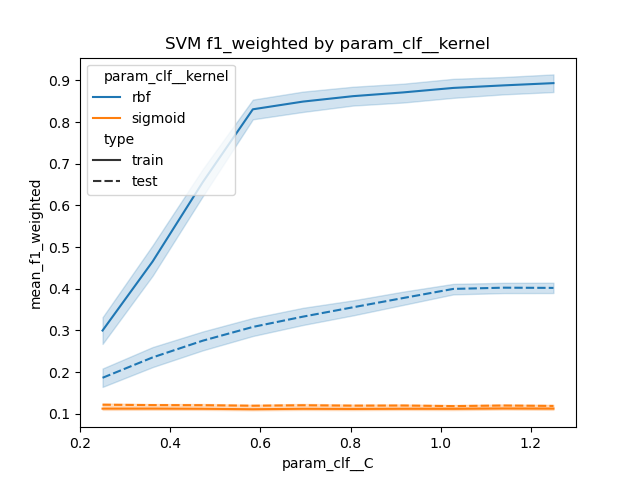 SVM f1_weighted by param_clf__kernel
param_clf__kernel
rbf
sigmoid
type
train
test
mean_f1_weighted
0.9
0.8
0.7
0.6
0.5
0.4
0.3
0.2
0.1
0.2 0.4 0.6 0.8 1.0 1.2
param_clf__C